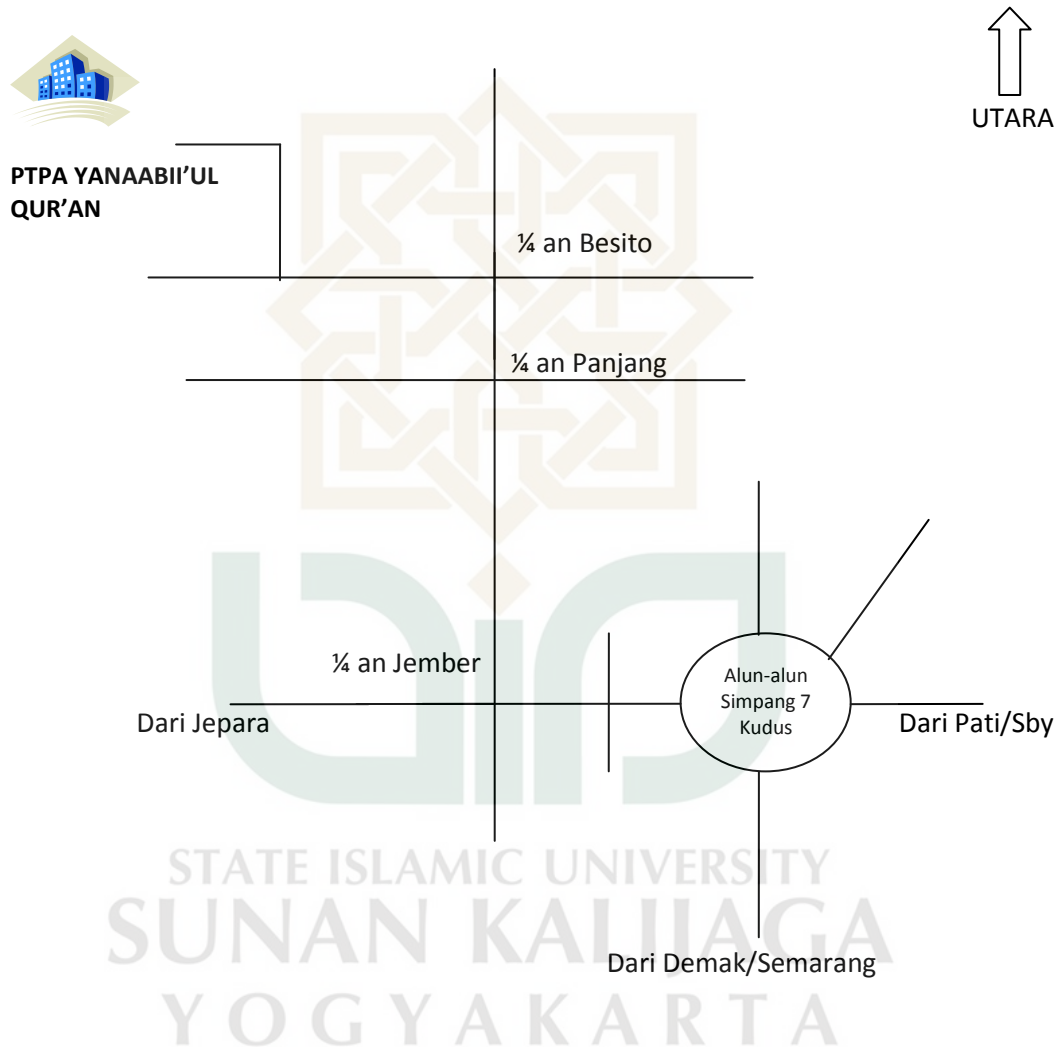 UTARA
PTPA YANAABII'UL
QUR'AN
¼ an Besito
¼ an Panjang
¼ an Jember
Alun-alun
Simpang 7
Kudus
Dari Jepara
Dari Pati/Sby
Dari Demak/Semarang
STATE ISLAMIC UNIVERSITY
SUNAN KALIJAGA
YOGYAKARTA